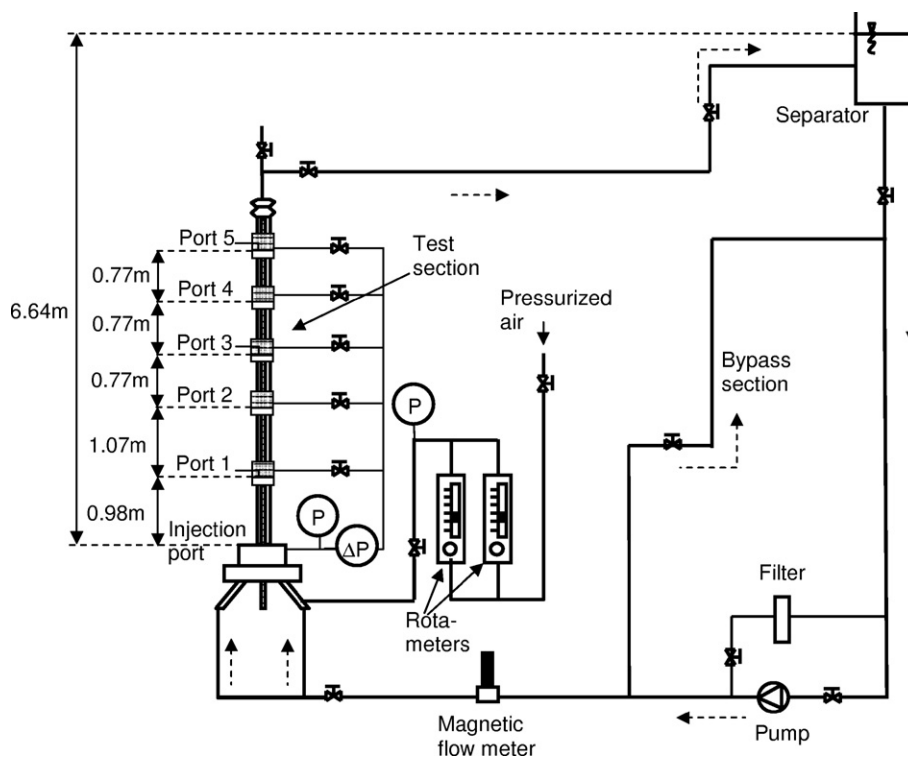 Separator
Port 5
0.77m
Test
section
Port 4
Pressurized
air
6.64m
0.77m
Port 3
Bypass
section
0.77m
Port 2
P
1.07m
Port 1
0.98m
P
Injection
port
ΔP
Filter
Rota-
meters
Magnetic
flow meter
Pump